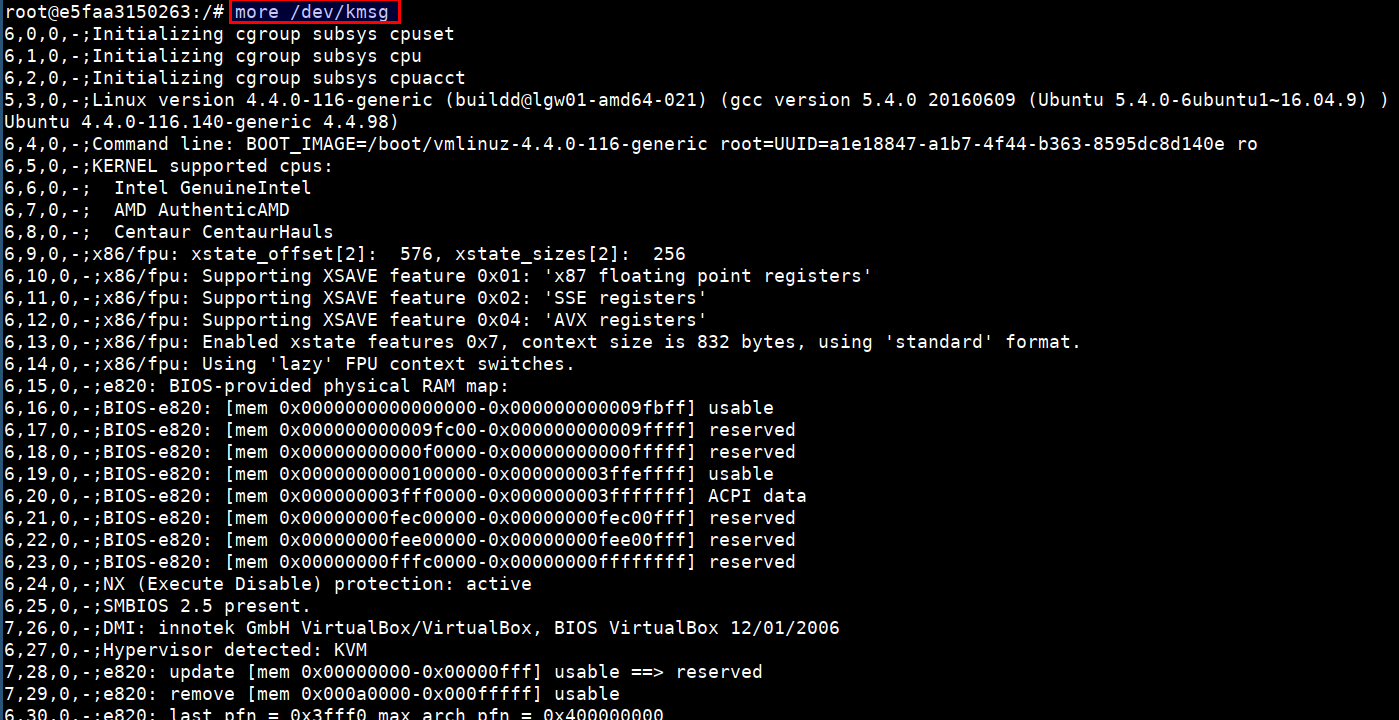 root@e5faa3150263:/# more /dev/kmsg
6,0,0,-;Initializing cgroup subsys cpuset
6,1,0,-;Initializing cgroup subsys cpu
6,2,0,-;Initializing cgroup subsys cpuacct
5,3,0,-;Linux version 4.4.0-116-generic (buildd@lgw01-amd64-021) (gcc version 5.4.0 20160609 (Ubuntu 5.4.0-6ubuntu1~16.04.9) )
Ubuntu 4.4.0-116.140-generic 4.4.98)
6,4,0,-;Command line: BOOT_IMAGE=/boot/vmlinuz-4.4.0-116-generic root=UUID=a1e18847-a1b7-4f44-b363-8595dc8d140e ro
6,5,0,-;KERNEL supported cpus:
6,6,0,-;  Intel GenuineIntel
6,7,0,-;  AMD AuthenticAMD
6,8,0,-;  Centaur CentaurHauls
6,9,0,-;x86/fpu: xstate_offset[2]:  576, xstate_sizes[2]:  256
6,10,0,-;x86/fpu: Supporting XSAVE feature 0x01: 'x87 floating point registers'
6,11,0,-;x86/fpu: Supporting XSAVE feature 0x02: 'SSE registers'
6,12,0,-;x86/fpu: Supporting XSAVE feature 0x04: 'AVX registers'
6,13,0,-;x86/fpu: Enabled xstate features 0x7, context size is 832 bytes, using 'standard' format.
6,14,0,-;x86/fpu: Using 'lazy' FPU context switches.
6,15,0,-;e820: BIOS-provided physical RAM map:
6,16,0,-;BIOS-e820: [mem 0x0000000000000000-0x000000000009fbff] usable
6,17,0,-;BIOS-e820: [mem 0x000000000009fc00-0x000000000009ffff] reserved
6,18,0,-;BIOS-e820: [mem 0x00000000000f0000-0x00000000000fffff] reserved
6,19,0,-;BIOS-e820: [mem 0x0000000000100000-0x000000003ffeffff] usable
6,20,0,-;BIOS-e820: [mem 0x000000003fff0000-0x000000003fffffff] ACPI data
6,21,0,-;BIOS-e820: [mem 0x00000000fec00000-0x00000000fec00fff] reserved
6,22,0,-;BIOS-e820: [mem 0x00000000fee00000-0x00000000fee00fff] reserved
6,23,0,-;BIOS-e820: [mem 0x00000000fffc0000-0x00000000ffffffff] reserved
6,24,0,-;NX (Execute Disable) protection: active
6,25,0,-;SMBIOS 2.5 present.
7,26,0,-;DMI: innotek GmbH VirtualBox/VirtualBox, BIOS VirtualBox 12/01/2006
6,27,0,-;Hypervisor detected: KVM
7,28,0,-;e820: update [mem 0x00000000-0x00000fff] usable ==> reserved
7,29,0,-;e820: remove [mem 0x000a0000-0x000fffff] usable
6,30,0,-;e820: last_pfn = 0x3fff0 max_arch_pfn = 0x400000000